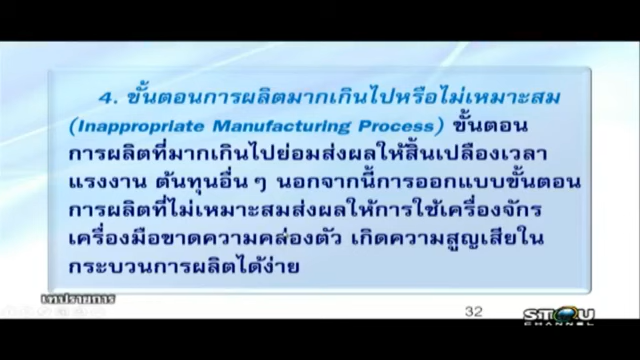 4. ขั้นตอนการผลิตมากเกินไปหรือไม่เหมาะสม
(Inappropriate Manufacturing Process) ขั้นตอน
การผลิตที่มากเกินไปย่อมส่งผลให้สิ้นเปลืองเวลา
แรงงาน ต้นทุนอื่น ๆ นอกจากนี้การออกแบบขั้นตอน
การผลิตที่ไม่เหมาะสมส่งผลให้การใช้เครื่องจักร
เครื่องมือขาดความคล่องตัว เกิดความสูญเสียใน
กระบวนการผลิตได้ง่าย
เทปรายการ
32
STOU
CHANNEL